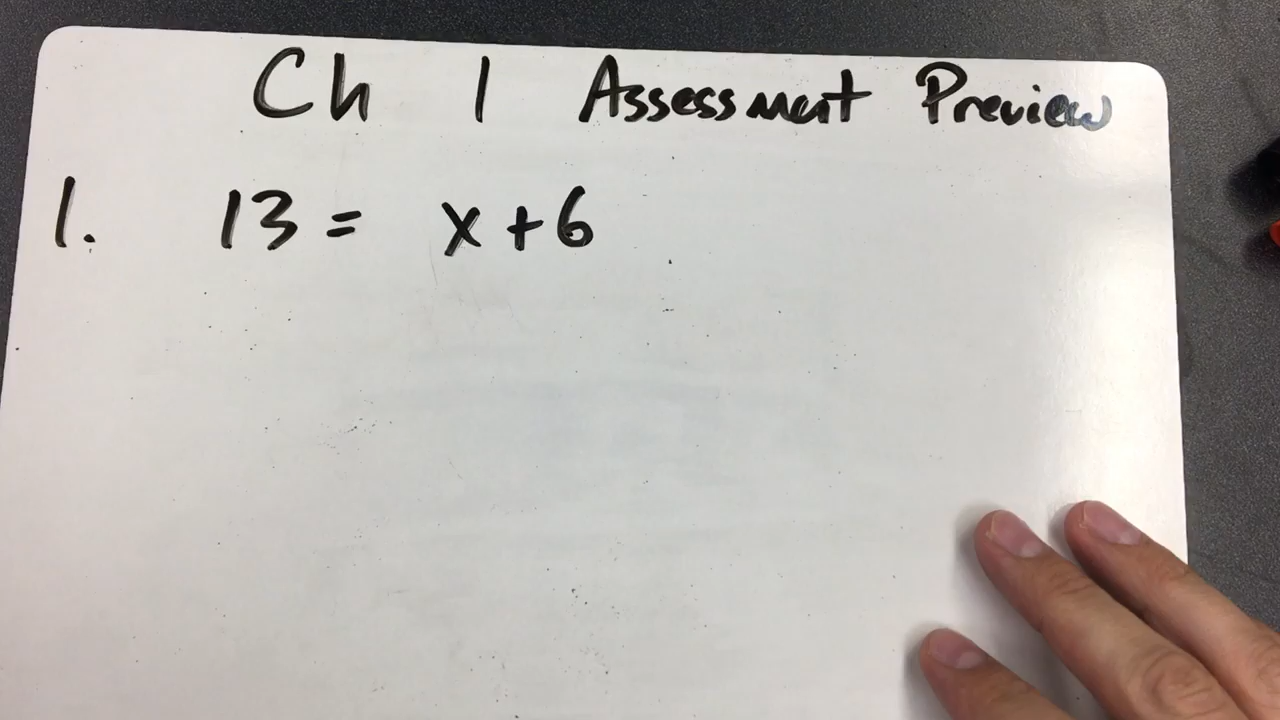 Ch 1 Assessment Preview
1. 13 = x + 6